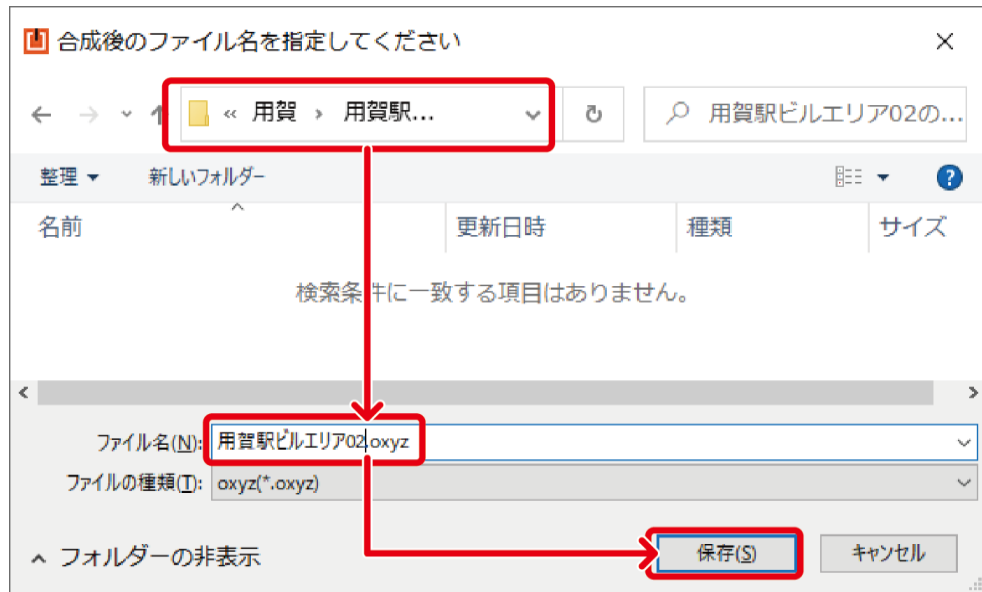 合成後のファイル名を指定してください
« 用賀 › 用賀駅... 用賀駅ビルエリア02の...
整理 新しいフォルダー ?
名前 更新日時 種類 サイズ
検索条件に一致する項目はありません。
ファイル名(N): 用賀駅ビルエリア02.oxyz
ファイルの種類(T): oxyz(*.oxyz)
フォルダーの非表示 保存(S) キャンセル